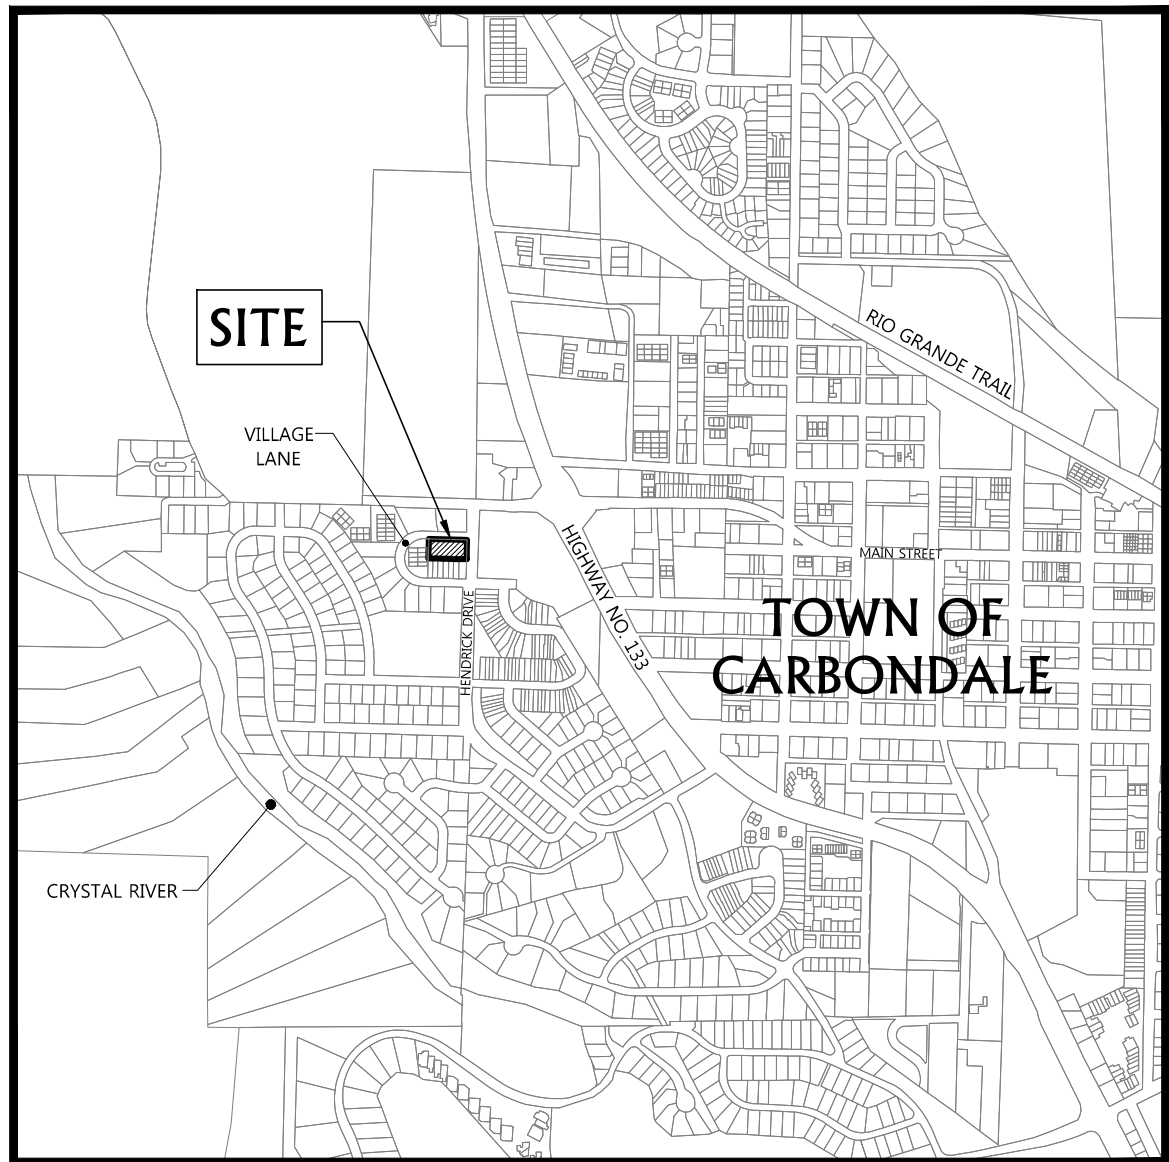 SITE
RIO GRANDE TRAIL
VILLAGE
LANE
HIGHWAY NO. 133
MAIN STREET
HENDRICK DRIVE
TOWN OF
CARBONDALE
CRYSTAL RIVER